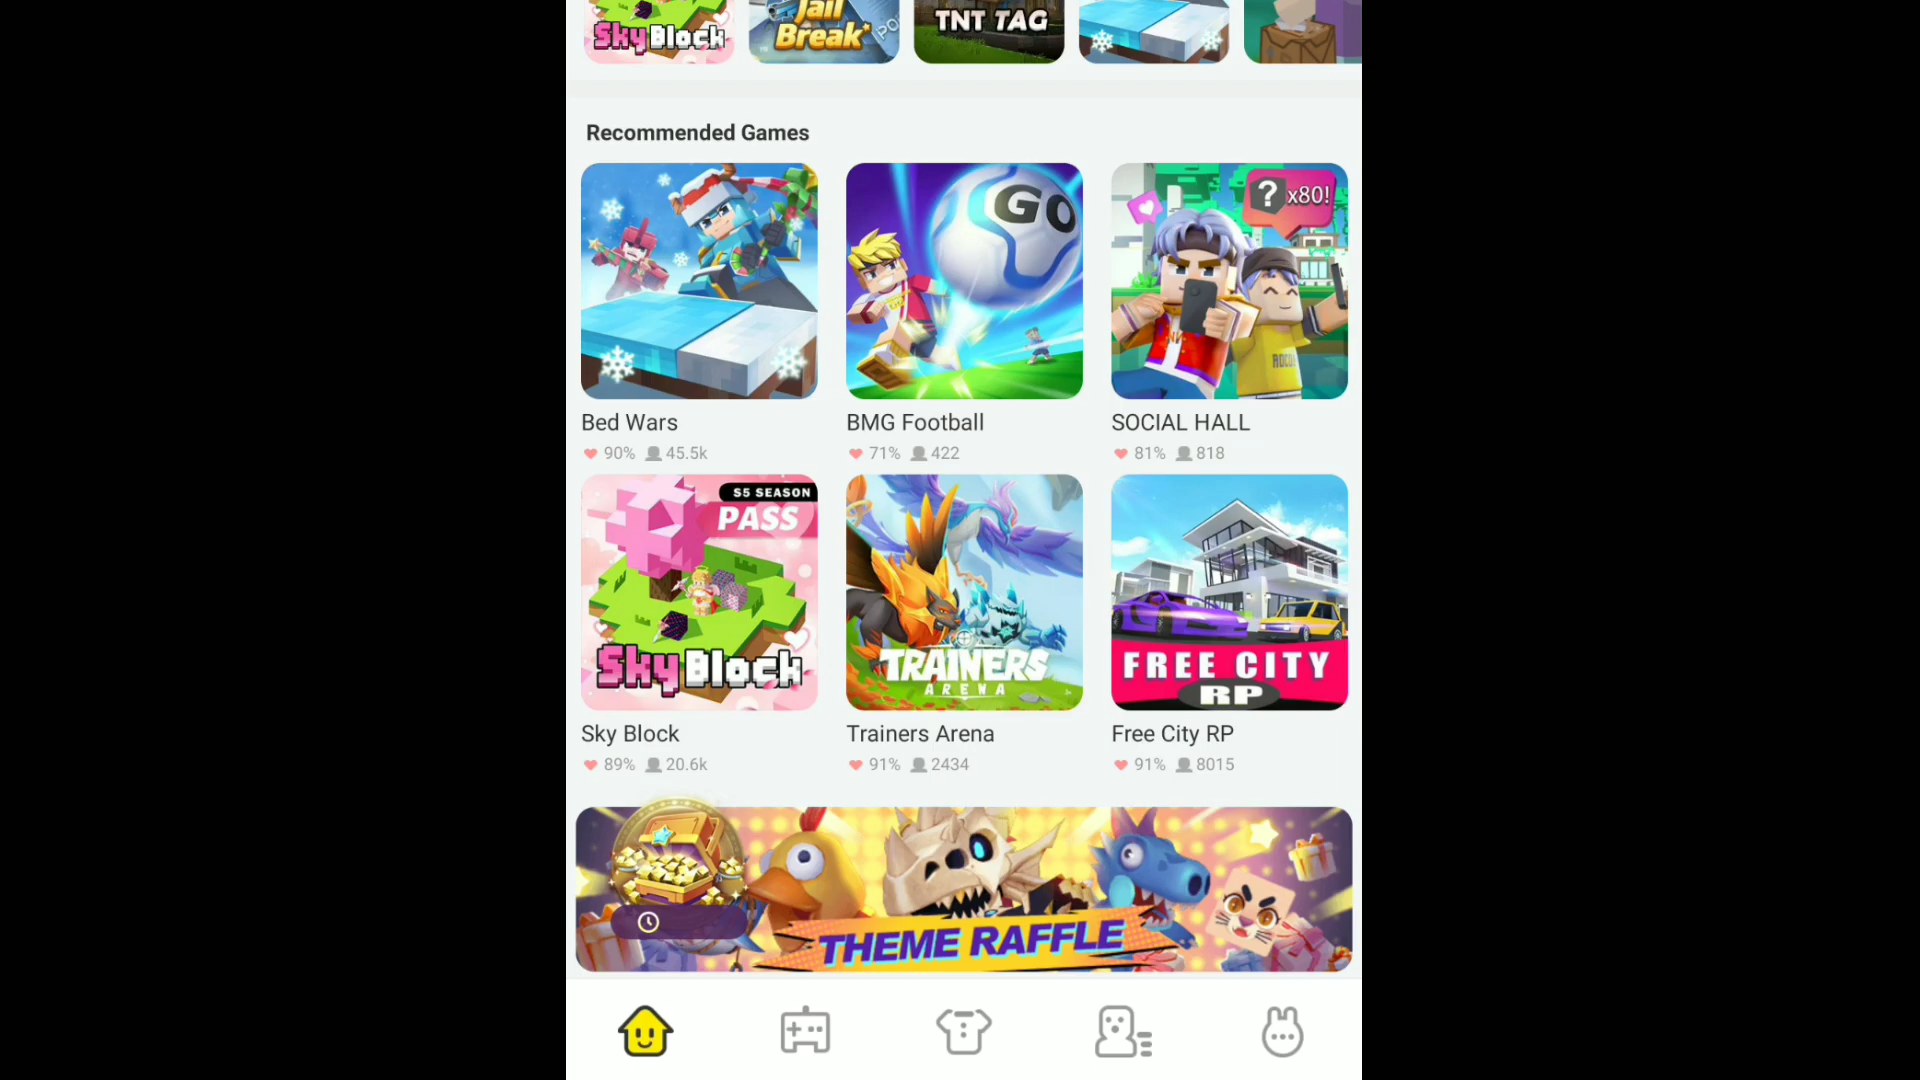 Sky Block
Jail
Break
TNT TAG
Recommended Games
GO
? x80!
Bed Wars
BMG Football
SOCIAL HALL
90% 45.5k
71% 422
81% 818
S5 SEASON
PASS
Sky Block
TRAINERS
ARENA
FREE CITY
RP
Sky Block
Trainers Arena
Free City RP
89% 20.6k
91% 2434
91% 8015
THEME RAFFLE